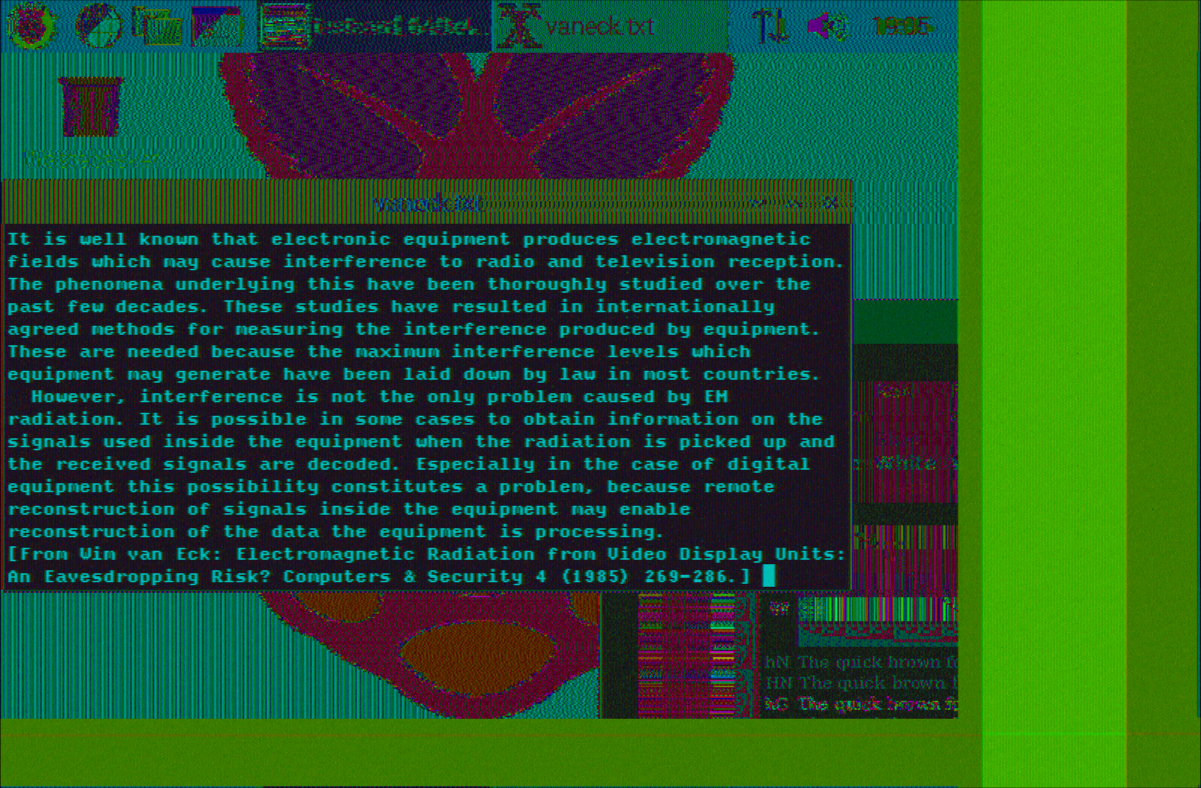 vaneck.txt
vaneck.txt
It is well known that electronic equipment produces electromagnetic
fields which may cause interference to radio and television reception.
The phenomena underlying this have been thoroughly studied over the
past few decades. These studies have resulted in internationally
agreed methods for measuring the interference produced by equipment.
These are needed because the maximum interference levels which
equipment may generate have been laid down by law in most countries.
However, interference is not the only problem caused by EM
radiation. It is possible in some cases to obtain information on the
signals used inside the equipment when the radiation is picked up and
the received signals are decoded. Especially in the case of digital
equipment this possibility constitutes a problem, because remote
reconstruction of signals inside the equipment may enable
reconstruction of the data the equipment is processing.
[From Wim van Eck: Electromagnetic Radiation from Video Display Units:
An Eavesdropping Risk? Computers & Security 4 (1985) 269-286.]
White
hN The quick brown fo
HN The quick brown
hG The quick brown fo